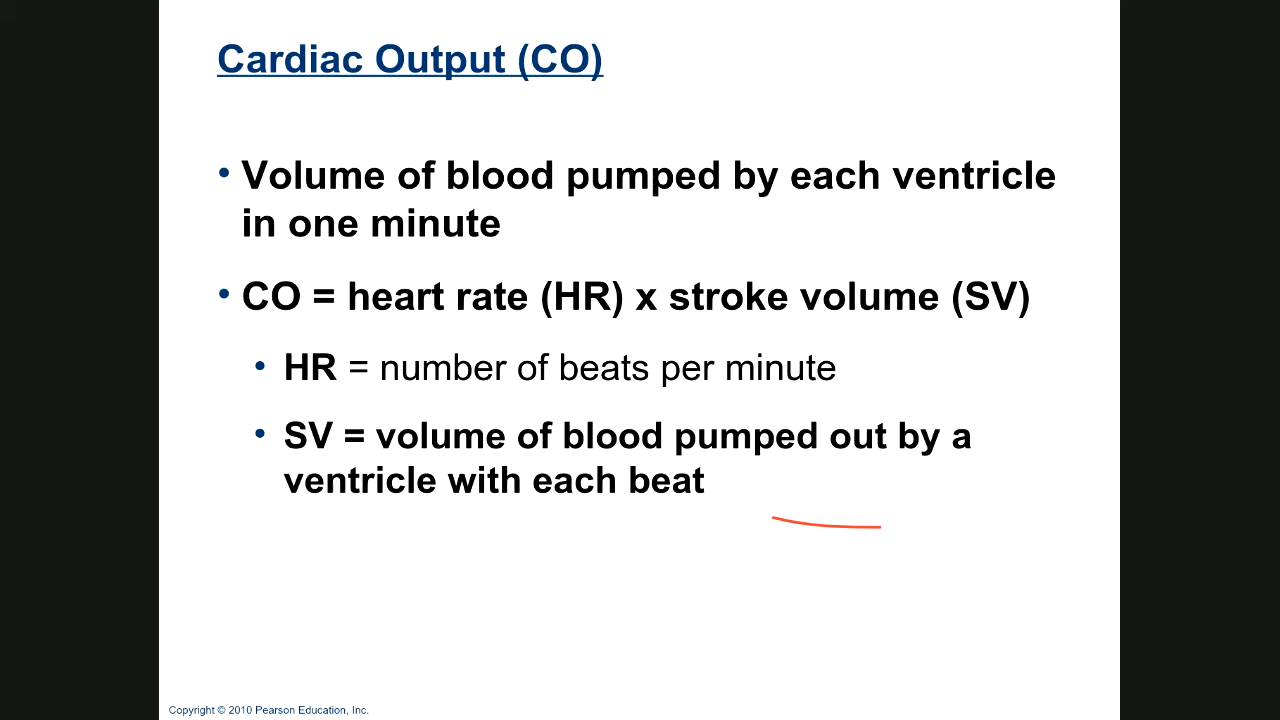 Cardiac Output (CO)
• Volume of blood pumped by each ventricle
in one minute
• CO = heart rate (HR) x stroke volume (SV)
• HR = number of beats per minute
• SV = volume of blood pumped out by a
ventricle with each beat
Copyright © 2010 Pearson Education, Inc.